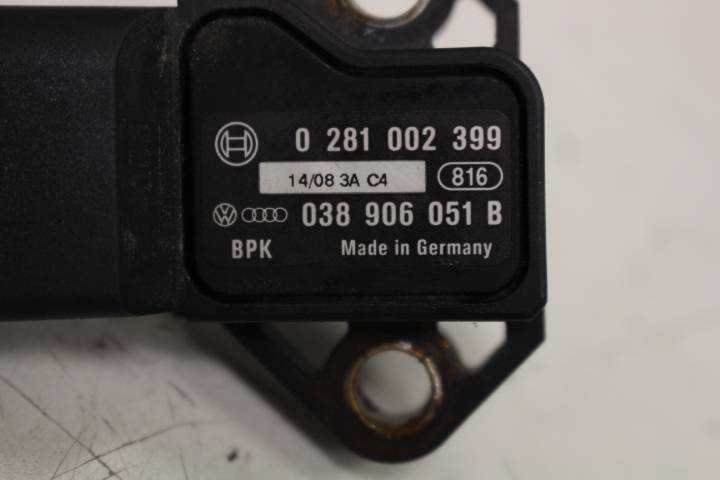 0 281 002 399
14/08 3A C4 816
038 906 051 B
BPK Made in Germany